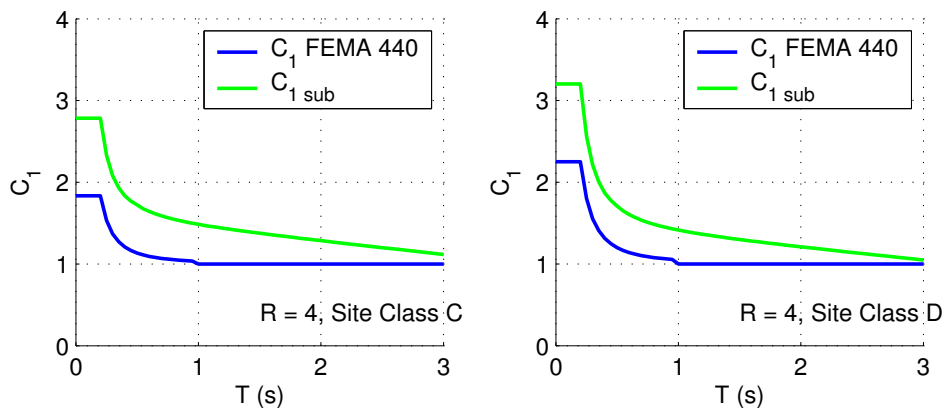 4
3
2
1
0
C1
C1 FEMA 440
C1 sub
R = 4, Site Class C
0 1 2 3
T (s)
4
3
2
1
0
C1
C1 FEMA 440
C1 sub
R = 4, Site Class D
0 1 2 3
T (s)